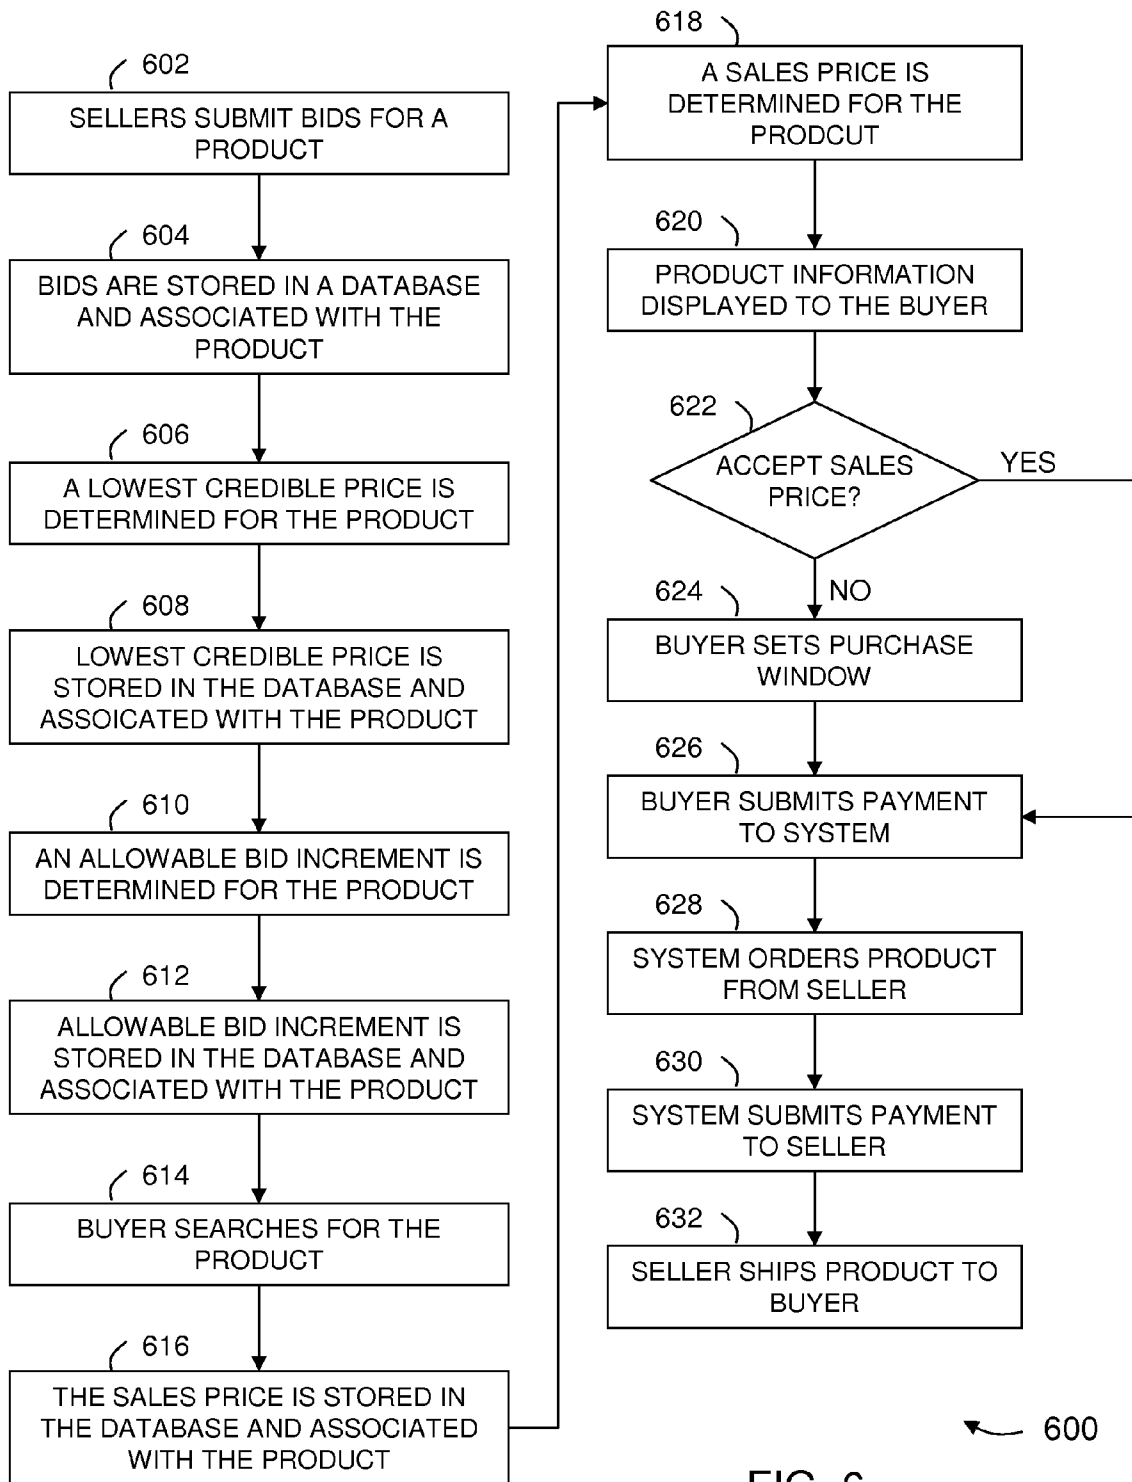 602
SELLERS SUBMIT BIDS FOR A
PRODUCT
604
BIDS ARE STORED IN A DATABASE
AND ASSOCIATED WITH THE
PRODUCT
606
A LOWEST CREDIBLE PRICE IS
DETERMINED FOR THE PRODUCT
608
LOWEST CREDIBLE PRICE IS
STORED IN THE DATABASE AND
ASSOICATED WITH THE PRODUCT
610
AN ALLOWABLE BID INCREMENT IS
DETERMINED FOR THE PRODUCT
612
ALLOWABLE BID INCREMENT IS
STORED IN THE DATABASE AND
ASSOCIATED WITH THE PRODUCT
614
BUYER SEARCHES FOR THE
PRODUCT
616
THE SALES PRICE IS STORED IN
THE DATABASE AND ASSOCIATED
WITH THE PRODUCT
618
A SALES PRICE IS
DETERMINED FOR THE
PRODCUT
620
PRODUCT INFORMATION
DISPLAYED TO THE BUYER
622
ACCEPT SALES
PRICE?
YES
NO
624
BUYER SETS PURCHASE
WINDOW
626
BUYER SUBMITS PAYMENT
TO SYSTEM
628
SYSTEM ORDERS PRODUCT
FROM SELLER
630
SYSTEM SUBMITS PAYMENT
TO SELLER
632
SELLER SHIPS PRODUCT TO
BUYER
600
FIG. 6